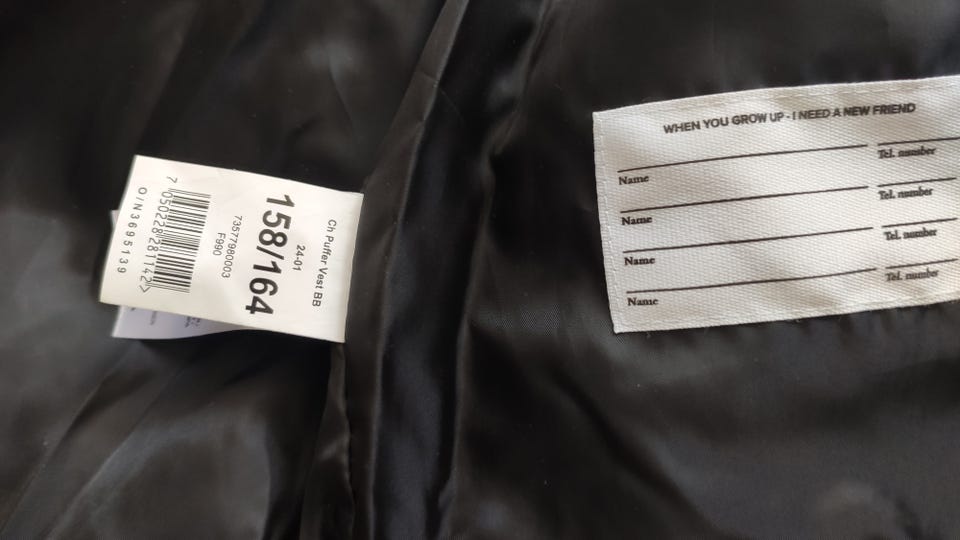 Ch Puffer Vest BB
24-01
158/164
73577980003
F990
7 050228 281142>
O/N3695139
WHEN YOU GROW UP - I NEED A NEW FRIEND
Name Tel. number
Name Tel. number
Name Tel. number
Name Tel. number